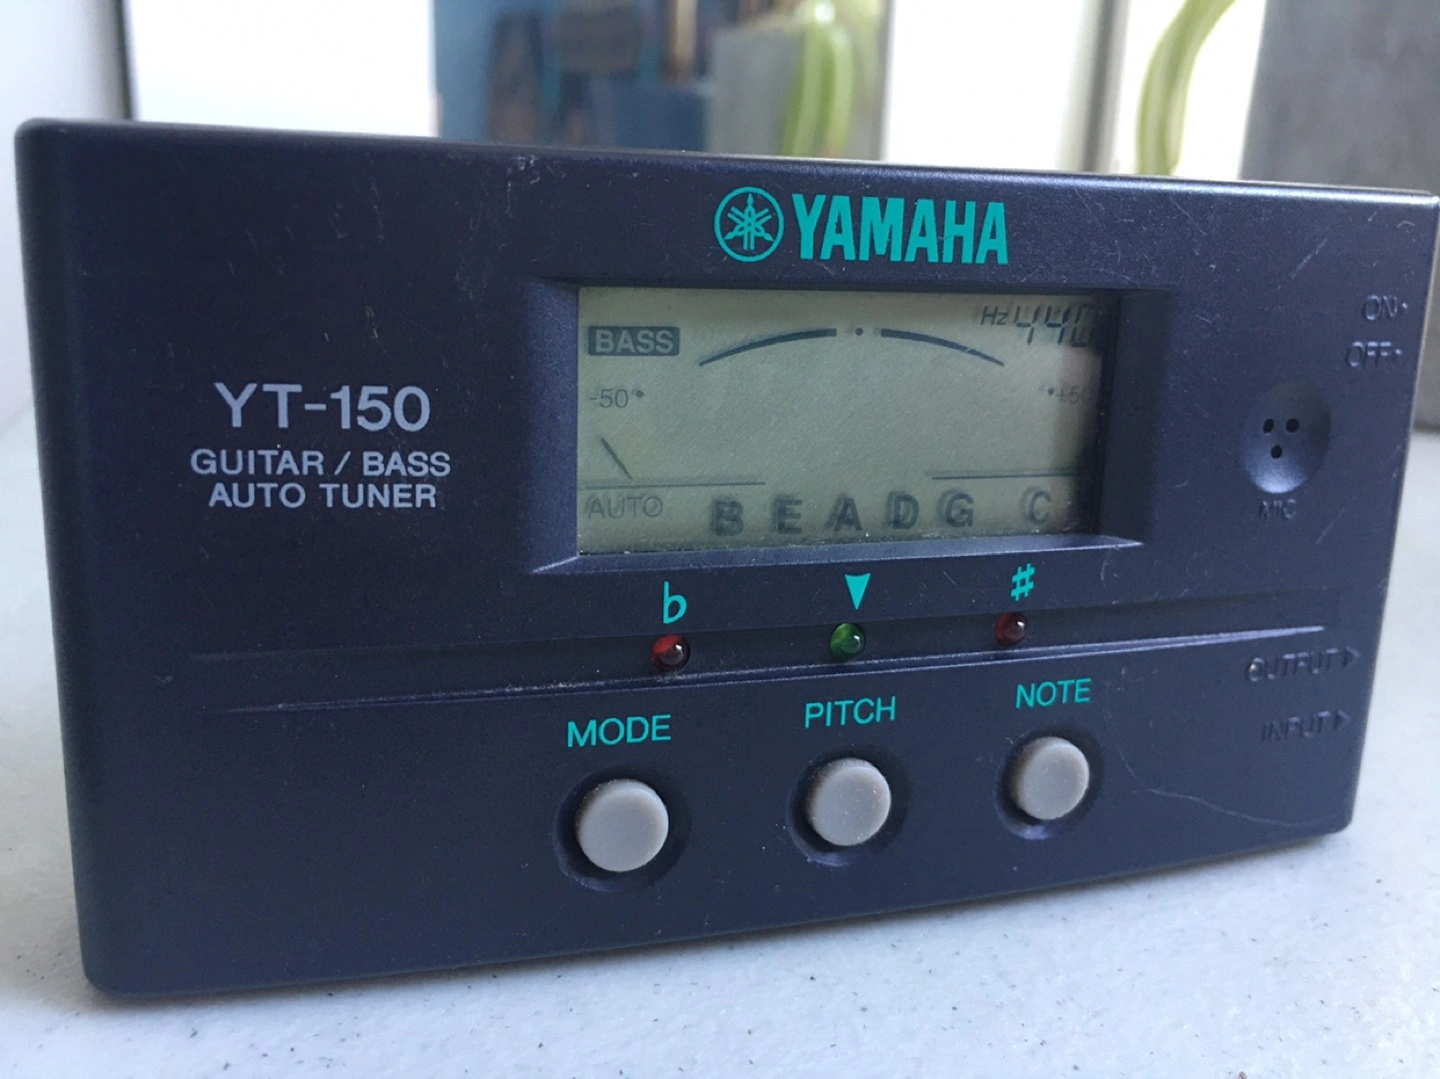 YAMAHA
ON
OFF
Hz 440
BASS
-50 +50
YT-150
GUITAR / BASS
AUTO TUNER
AUTO B E A D G C
MIC
♭ ♯
OUTPUT
INPUT
MODE PITCH NOTE